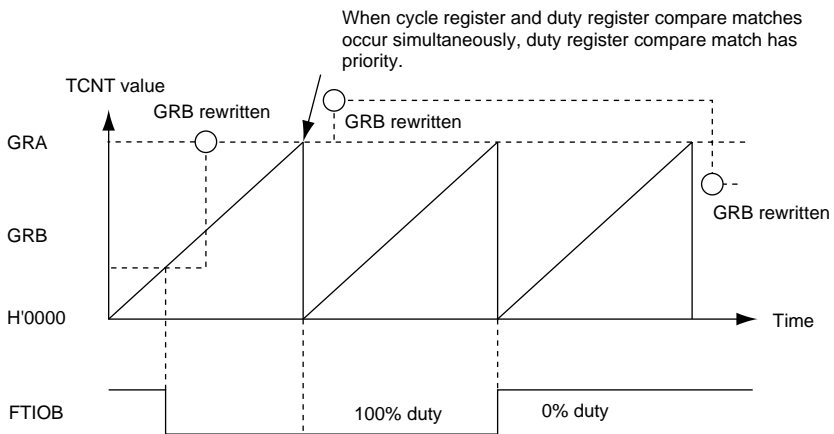 When cycle register and duty register compare matches
occur simultaneously, duty register compare match has
priority.
TCNT value
GRB rewritten
GRB rewritten
GRA
GRB rewritten
GRB
H'0000
Time
FTIOB
100% duty
0% duty